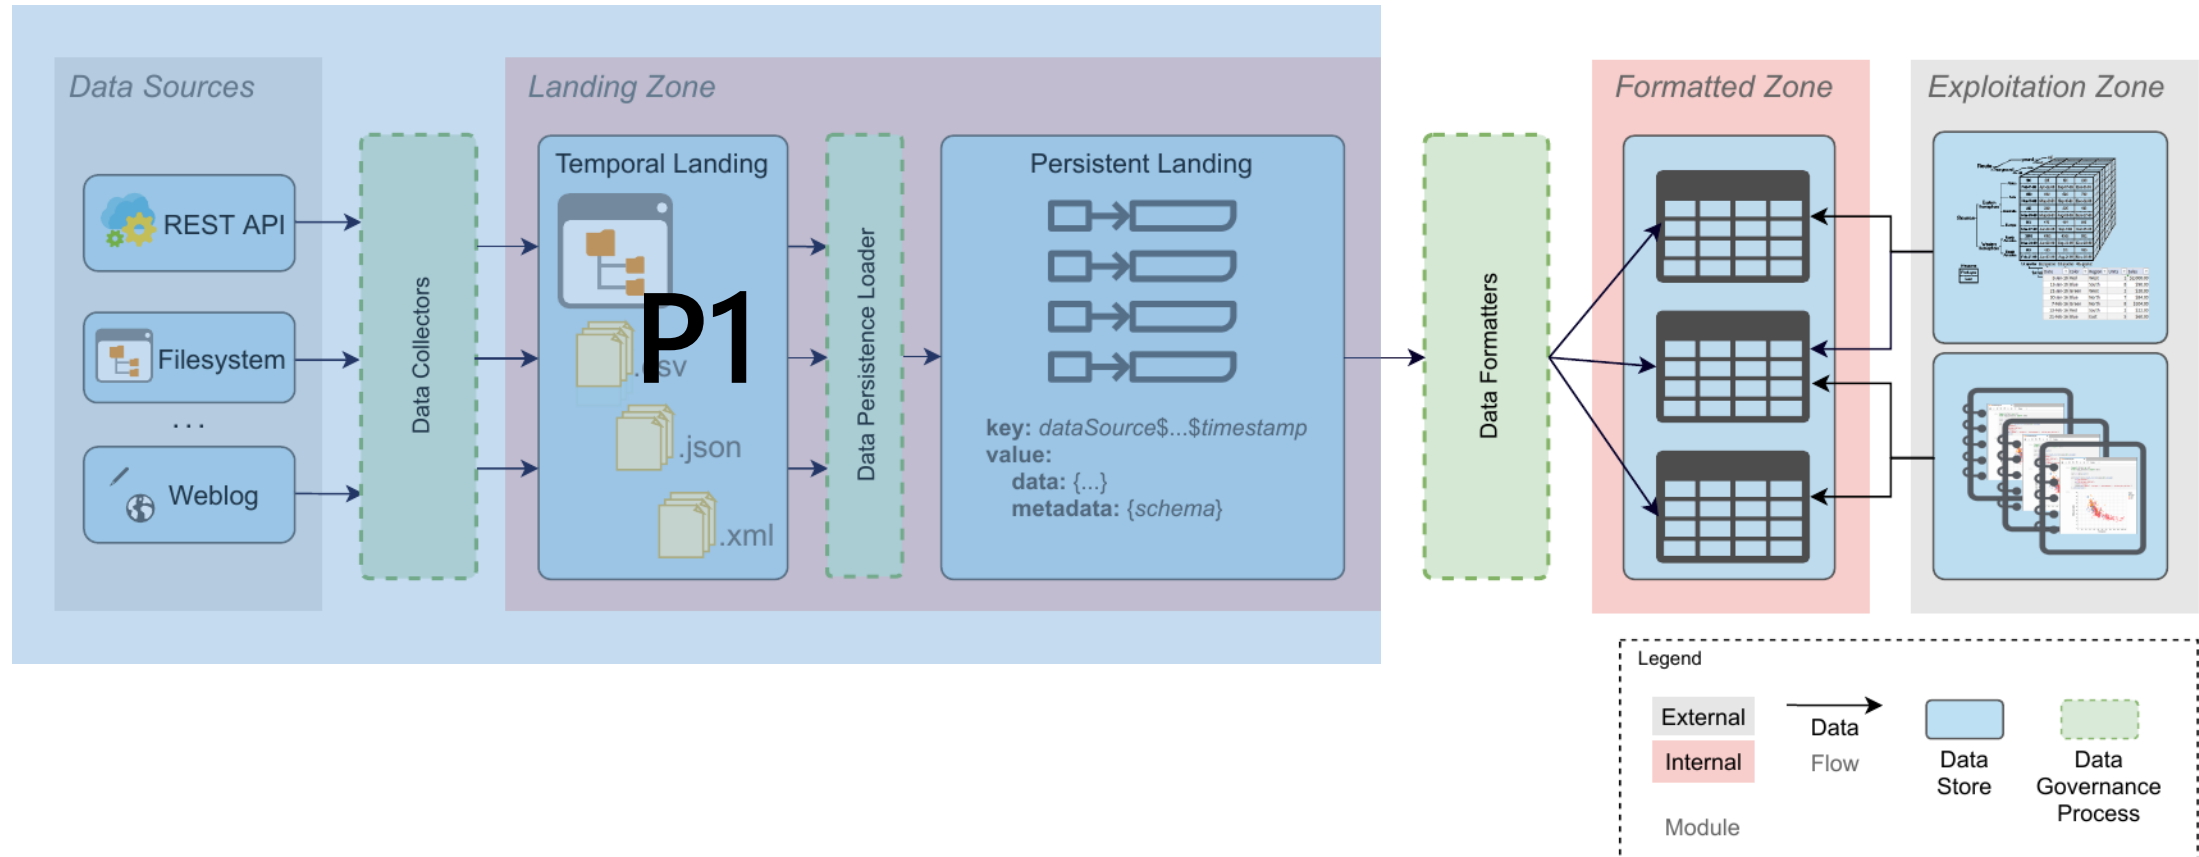 Data Sources
REST API
Filesystem
...
Weblog
Data Collectors
Landing Zone
Temporal Landing
P1
.csv
.json
.xml
Data Persistence Loader
Persistent Landing
key: dataSource$...$timestamp
value:
data: {...}
metadata: {schema}
Data Formatters
Formatted Zone
Exploitation Zone
Legend
External
Internal
Module
Data
Flow
Data
Store
Data
Governance
Process